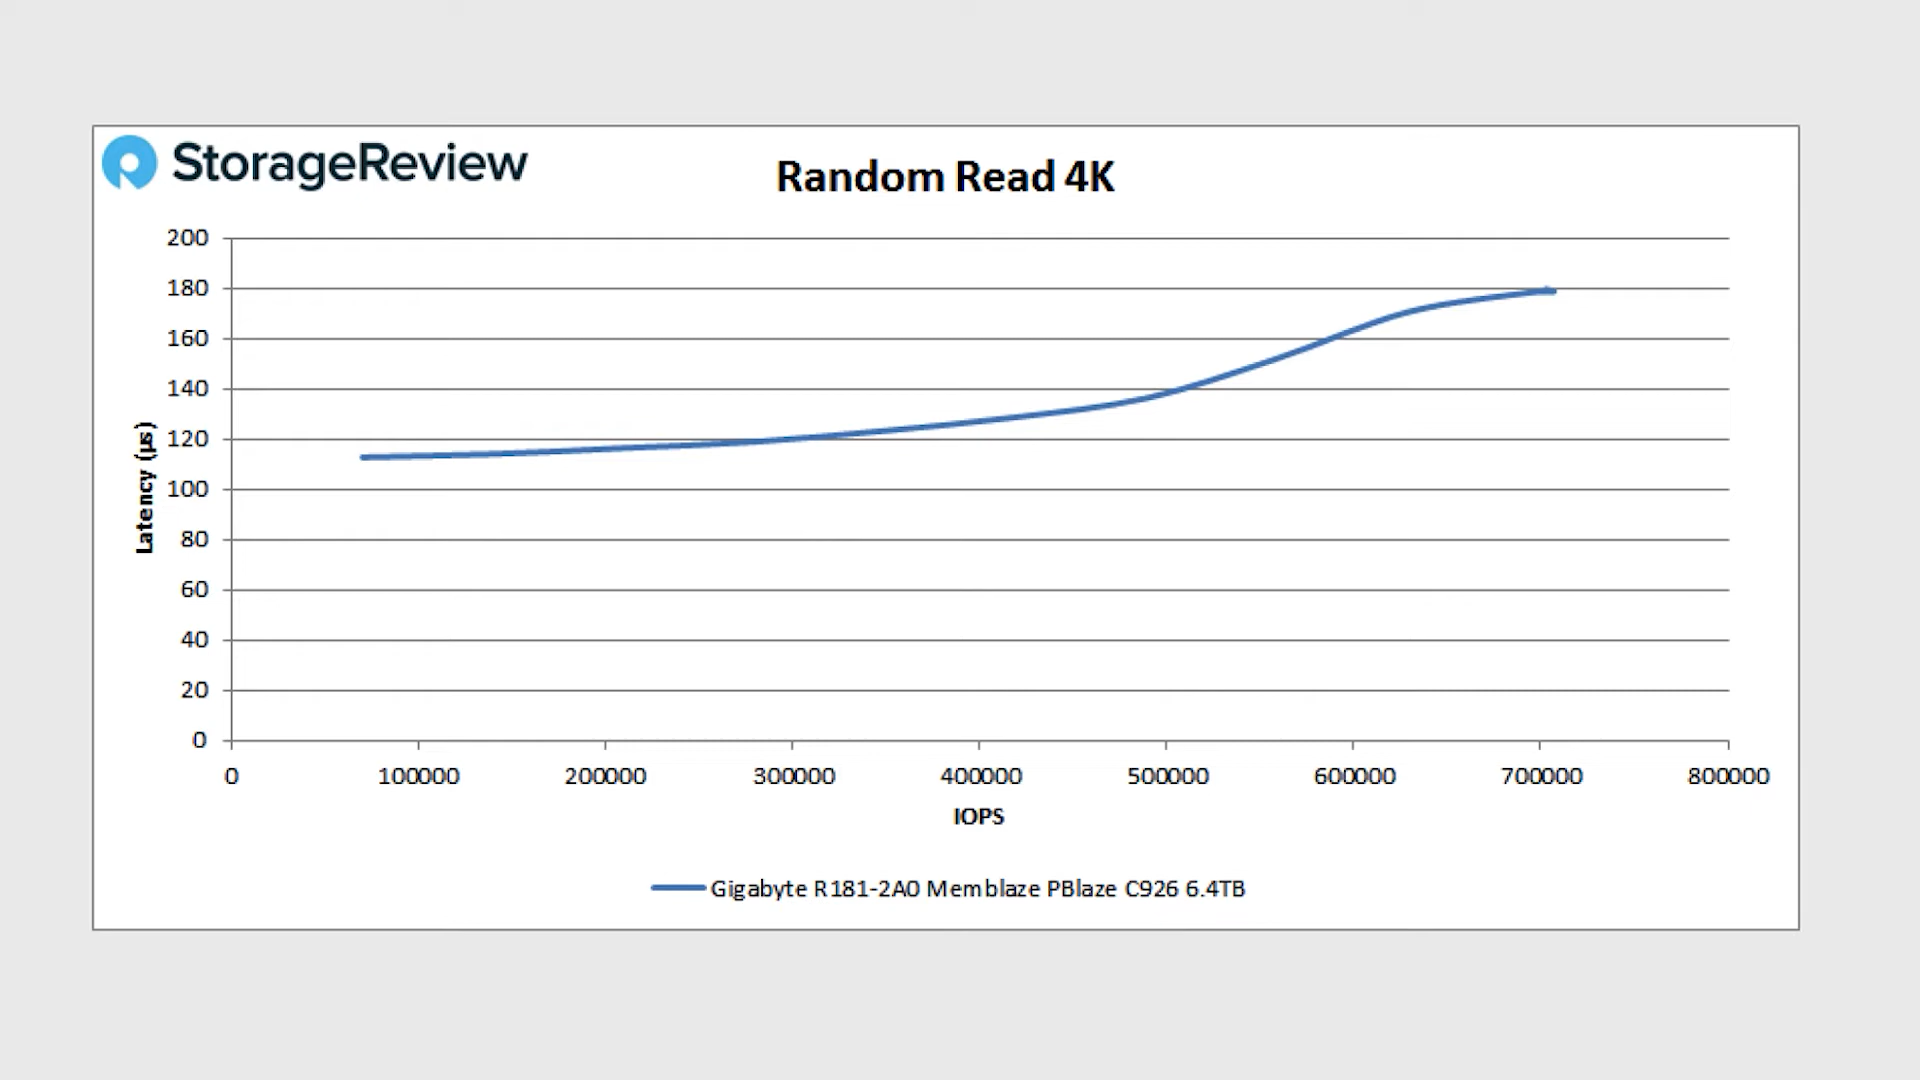 StorageReview
Random Read 4K
200
180
160
140
120
100
80
60
40
20
0
Latency (µs)
0 100000 200000 300000 400000 500000 600000 700000 800000
IOPS
Gigabyte R181-2A0 Memblaze PBlaze C926 6.4TB